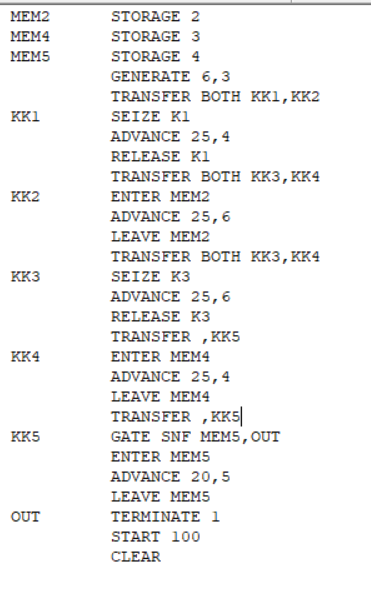 MEM2 STORAGE 2
MEM4 STORAGE 3
MEM5 STORAGE 4
GENERATE 6,3
TRANSFER BOTH KK1,KK2
KK1 SEIZE K1
ADVANCE 25,4
RELEASE K1
TRANSFER BOTH KK3,KK4
KK2 ENTER MEM2
ADVANCE 25,6
LEAVE MEM2
TRANSFER BOTH KK3,KK4
KK3 SEIZE K3
ADVANCE 25,6
RELEASE K3
TRANSFER ,KK5
KK4 ENTER MEM4
ADVANCE 25,4
LEAVE MEM4
TRANSFER ,KK5
KK5 GATE SNF MEM5,OUT
ENTER MEM5
ADVANCE 20,5
LEAVE MEM5
OUT TERMINATE 1
START 100
CLEAR